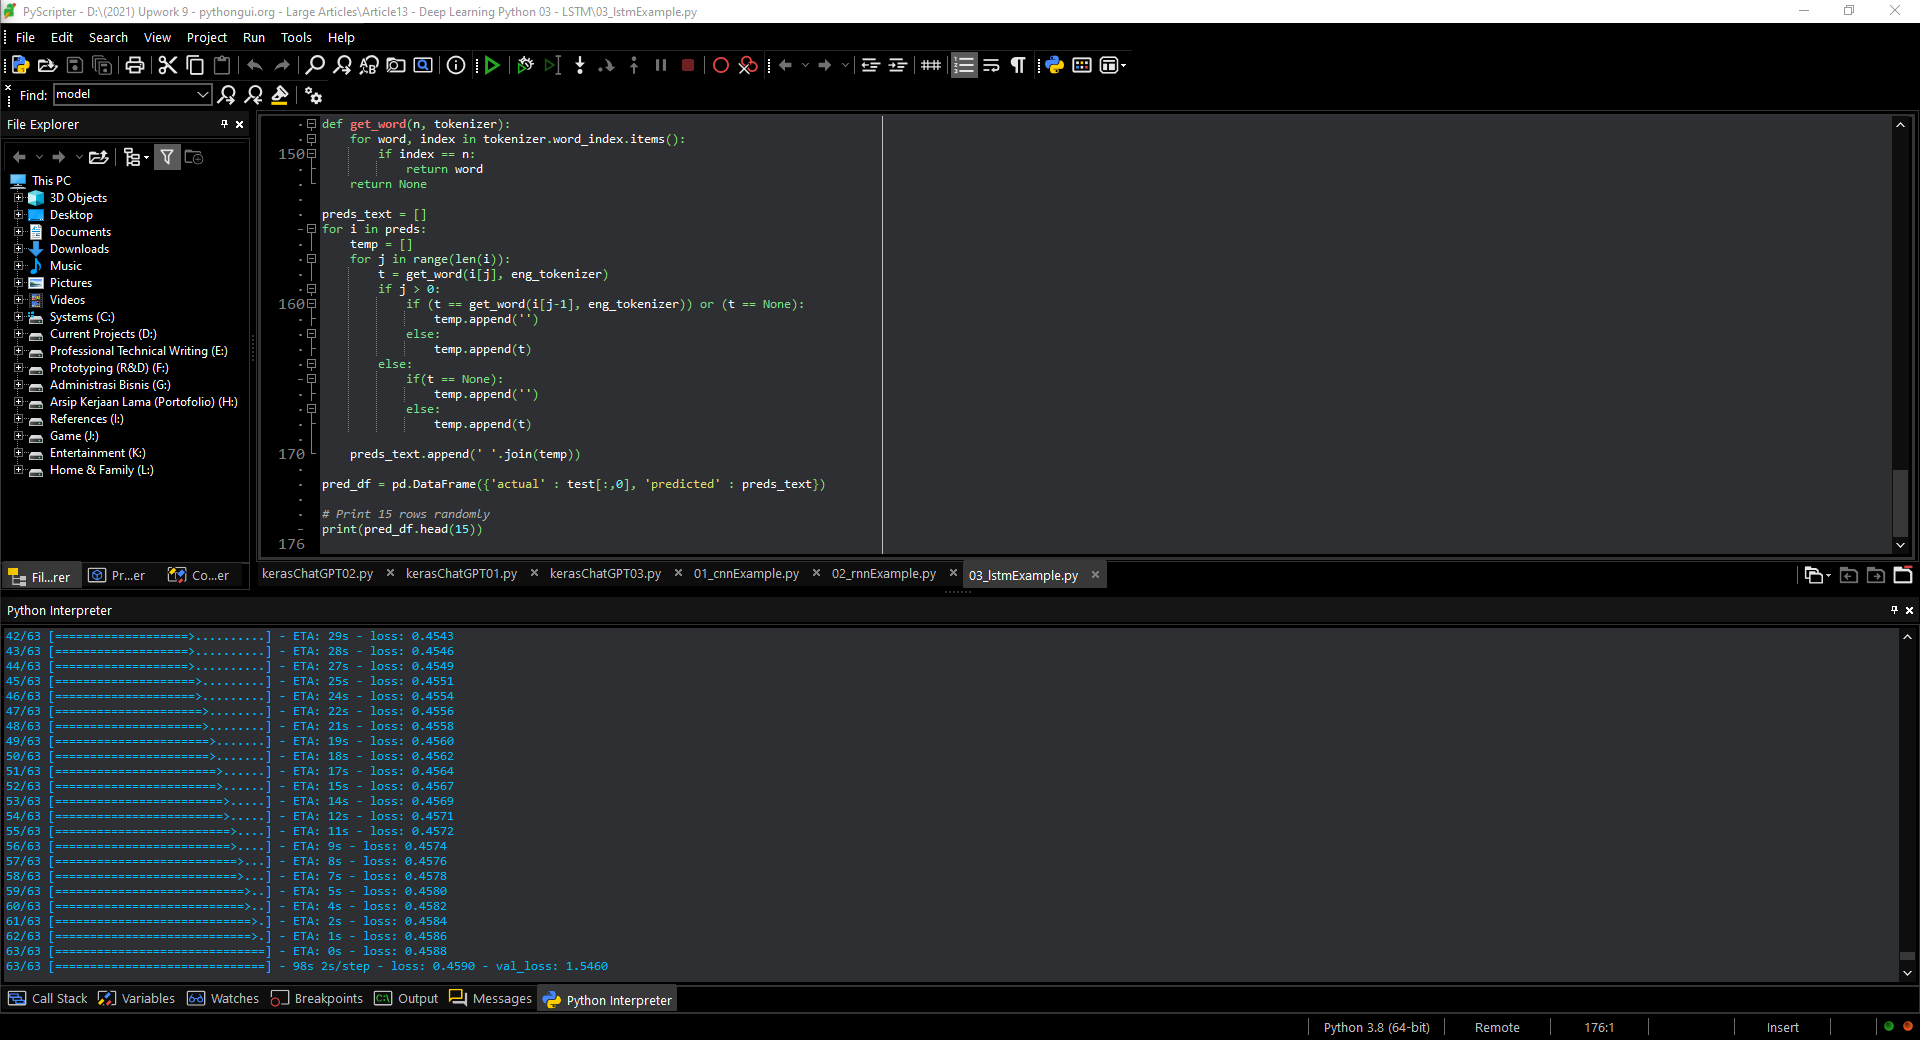 PyScripter - D:\(2021) Upwork 9 - pythongui.org - Large Articles\Article13 - Deep Learning Python 03 - LSTM\03_lstmExample.py
File Edit Search View Project Run Tools Help
Find: model
File Explorer
This PC
3D Objects
Desktop
Documents
Downloads
Music
Pictures
Videos
Systems (C:)
Current Projects (D:)
Professional Technical Writing (E:)
Prototyping (R&D) (F:)
Administrasi Bisnis (G:)
Arsip Kerjaan Lama (Portofolio) (H:)
References (I:)
Game (J:)
Entertainment (K:)
Home & Family (L:)
Fil...rer Pr...er Co...er
def get_word(n, tokenizer):
for word, index in tokenizer.word_index.items():
150 if index == n:
return word
return None
preds_text = []
for i in preds:
temp = []
for j in range(len(i)):
t = get_word(i[j], eng_tokenizer)
if j > 0:
160 if (t == get_word(i[j-1], eng_tokenizer)) or (t == None):
temp.append('')
else:
temp.append(t)
else:
if(t == None):
temp.append('')
else:
temp.append(t)
170 preds_text.append(' '.join(temp))
pred_df = pd.DataFrame({'actual' : test[:,0], 'predicted' : preds_text})
# Print 15 rows randomly
print(pred_df.head(15))
176
kerasChatGPT02.py × kerasChatGPT01.py × kerasChatGPT03.py × 01_cnnExample.py × 02_rnnExample.py × 03_lstmExample.py ×
Python Interpreter
42/63 [===================>..........] - ETA: 29s - loss: 0.4543
43/63 [===================>..........] - ETA: 28s - loss: 0.4546
44/63 [===================>..........] - ETA: 27s - loss: 0.4549
45/63 [====================>.........] - ETA: 25s - loss: 0.4551
46/63 [====================>.........] - ETA: 24s - loss: 0.4554
47/63 [=====================>........] - ETA: 22s - loss: 0.4556
48/63 [=====================>........] - ETA: 21s - loss: 0.4558
49/63 [======================>.......] - ETA: 19s - loss: 0.4560
50/63 [======================>.......] - ETA: 18s - loss: 0.4562
51/63 [=======================>......] - ETA: 17s - loss: 0.4564
52/63 [=======================>......] - ETA: 15s - loss: 0.4567
53/63 [========================>.....] - ETA: 14s - loss: 0.4569
54/63 [========================>.....] - ETA: 12s - loss: 0.4571
55/63 [=========================>....] - ETA: 11s - loss: 0.4572
56/63 [=========================>....] - ETA: 9s - loss: 0.4574
57/63 [==========================>...] - ETA: 8s - loss: 0.4576
58/63 [==========================>...] - ETA: 7s - loss: 0.4578
59/63 [===========================>..] - ETA: 5s - loss: 0.4580
60/63 [===========================>..] - ETA: 4s - loss: 0.4582
61/63 [============================>.] - ETA: 2s - loss: 0.4584
62/63 [============================>.] - ETA: 1s - loss: 0.4586
63/63 [==============================] - ETA: 0s - loss: 0.4588
63/63 [==============================] - 98s 2s/step - loss: 0.4590 - val_loss: 1.5460
Call Stack Variables Watches Breakpoints Output Messages Python Interpreter
Python 3.8 (64-bit) Remote 176:1 Insert